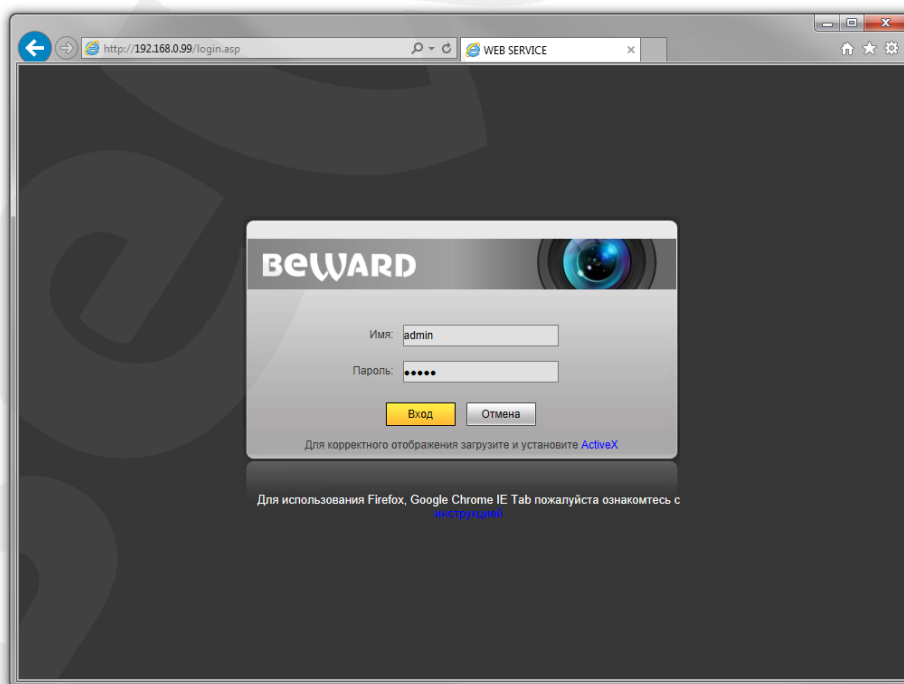 http://192.168.0.99/login.asp
WEB SERVICE
BEWARD
Имя: admin
Пароль: •••••
Вход Отмена
Для корректного отображения загрузите и установите ActiveX
Для использования Firefox, Google Chrome IE Tab пожалуйста ознакомтесь с
инструкцией